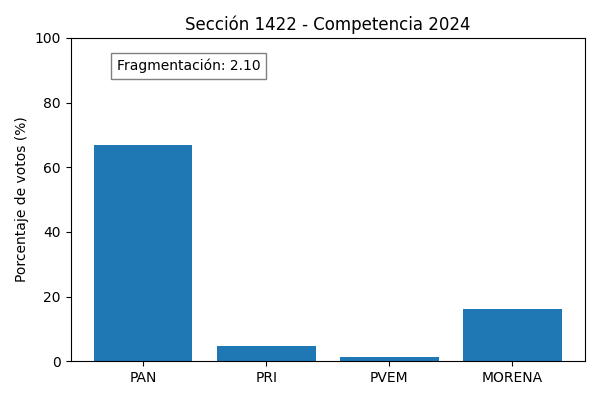 Sección 1422 - Competencia 2024
Fragmentación: 2.10
Porcentaje de votos (%)
100
80
60
40
20
0
PAN PRI PVEM MORENA